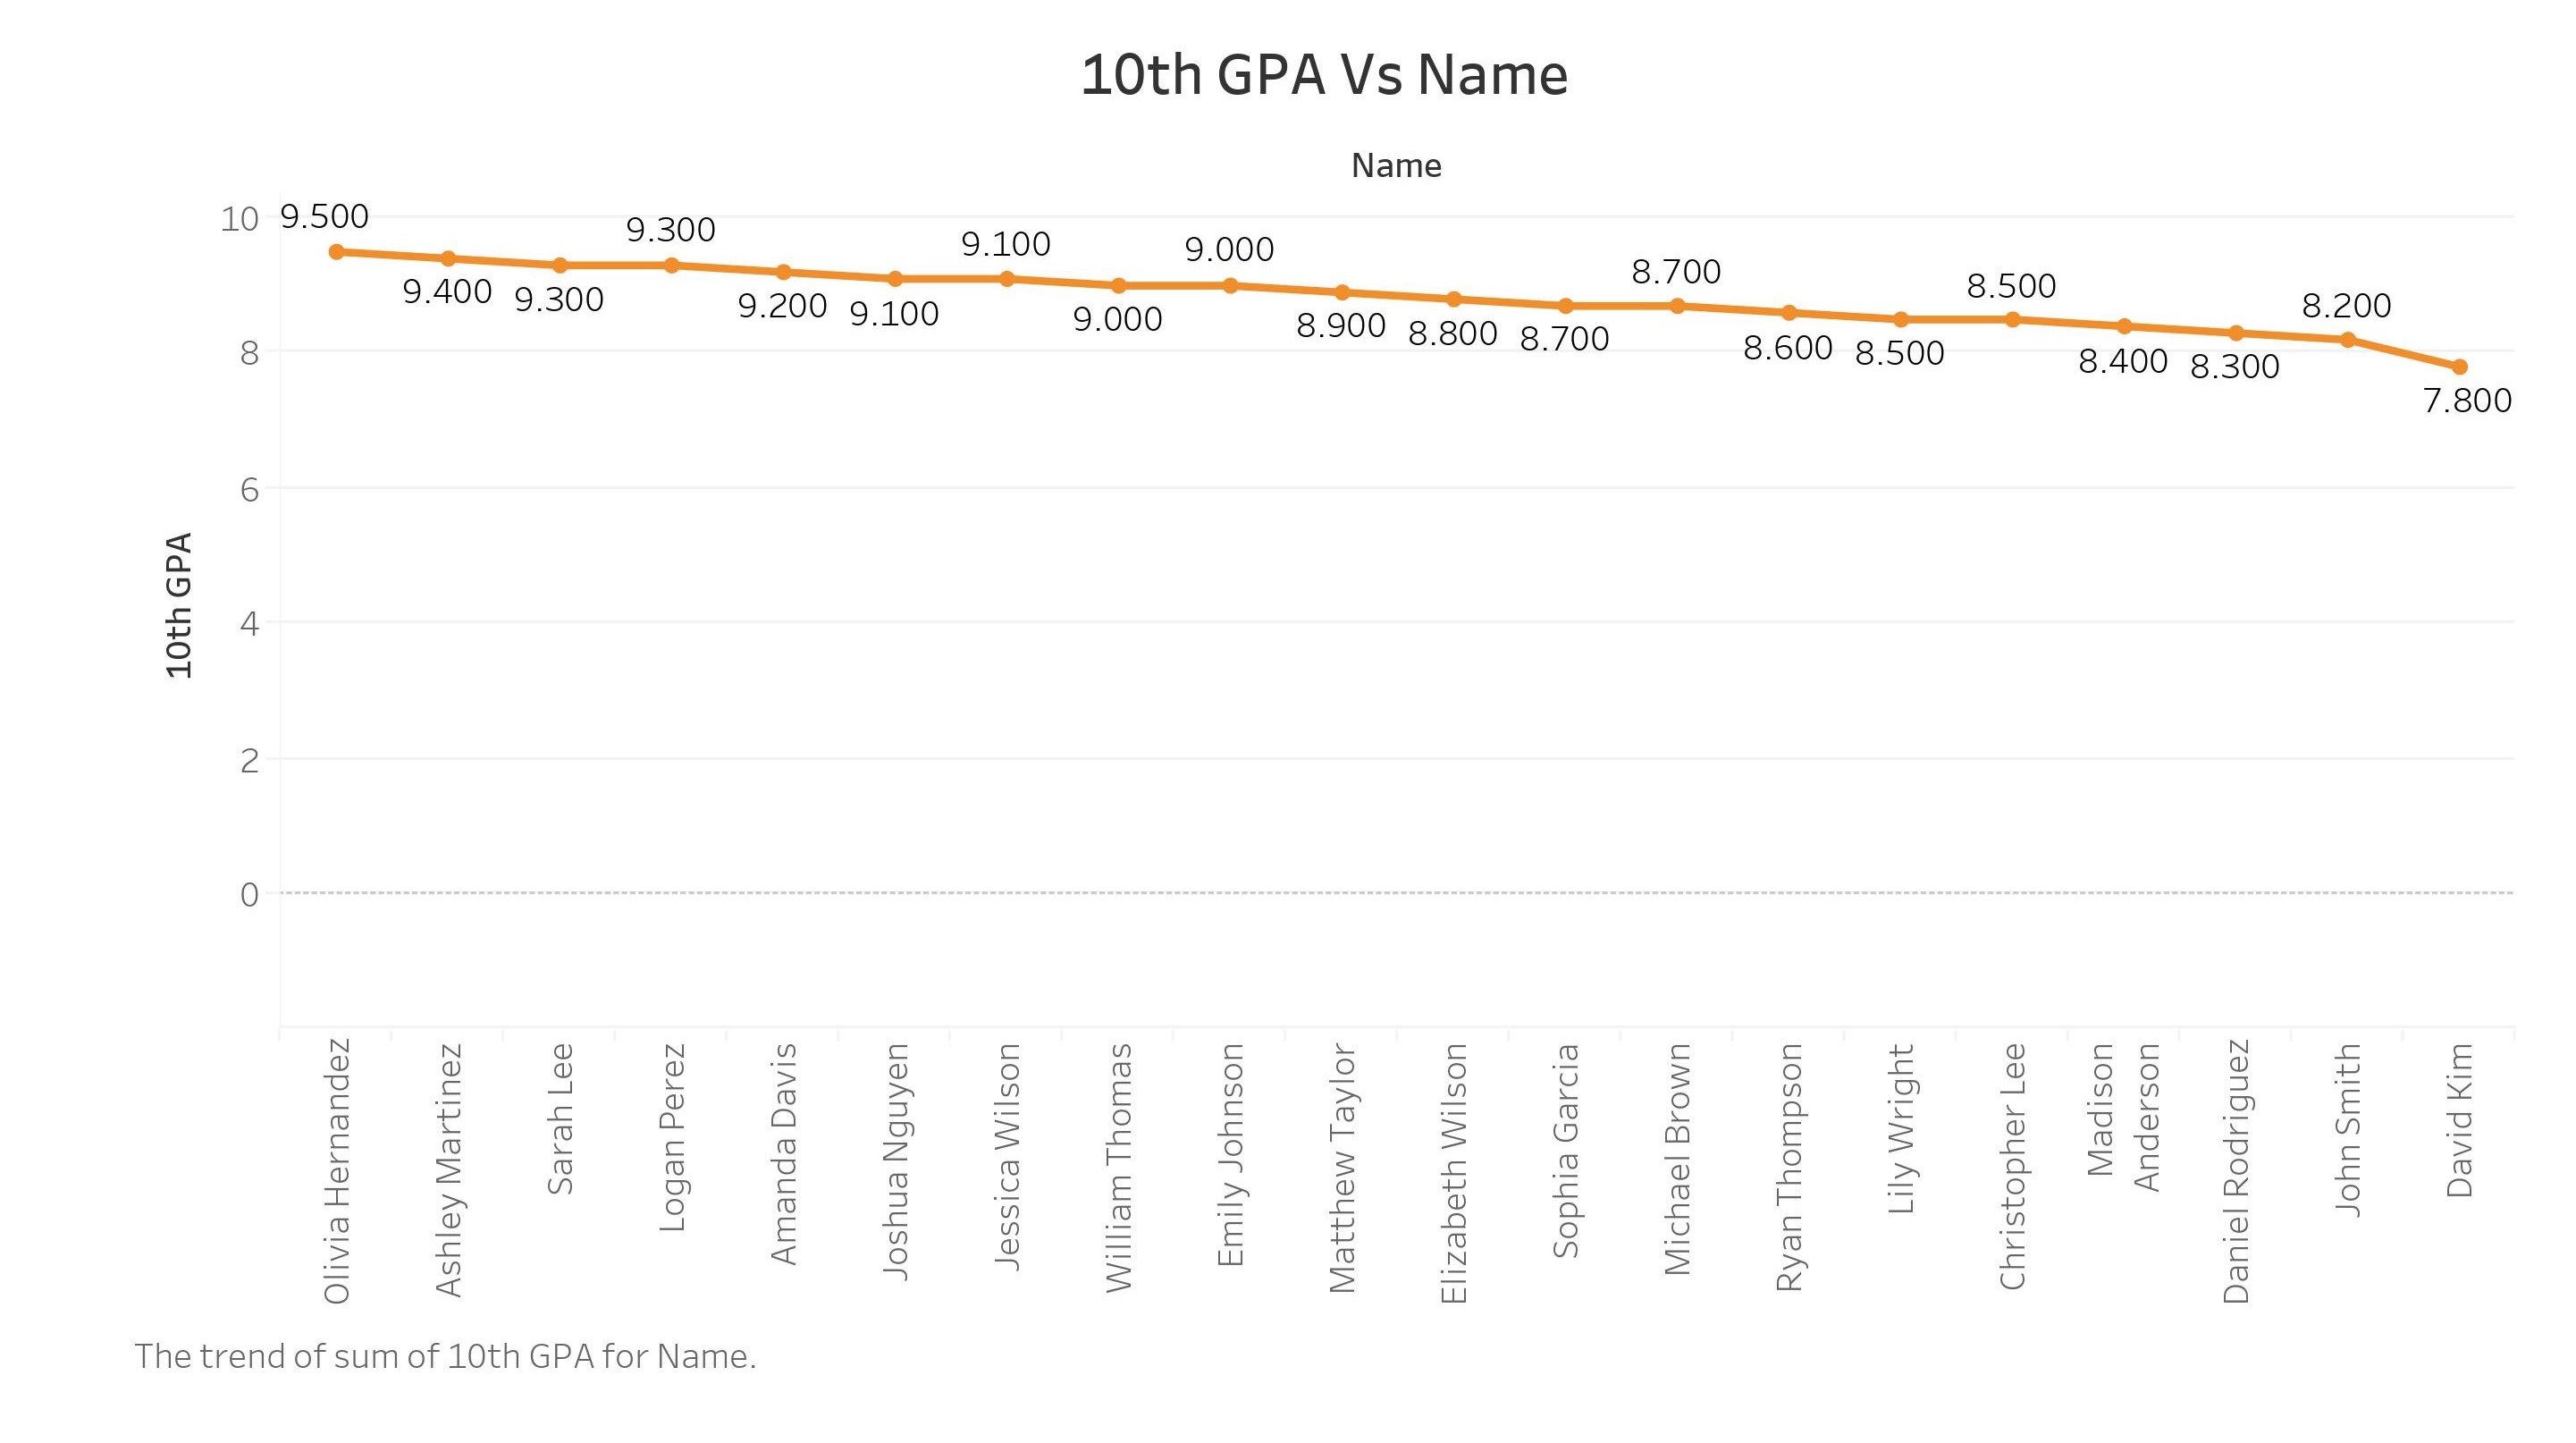 10th GPA Vs Name
Name
10th GPA
10
8
6
4
2
0
9.500
9.400
9.300
9.300
9.200
9.100
9.100
9.000
9.000
8.900
8.800
8.700
8.700
8.600
8.500
8.500
8.400
8.300
8.200
7.800
Olivia Hernandez
Ashley Martinez
Sarah Lee
Logan Perez
Amanda Davis
Joshua Nguyen
Jessica Wilson
William Thomas
Emily Johnson
Matthew Taylor
Elizabeth Wilson
Sophia Garcia
Michael Brown
Ryan Thompson
Lily Wright
Christopher Lee
Madison
Anderson
Daniel Rodriguez
John Smith
David Kim
The trend of sum of 10th GPA for Name.